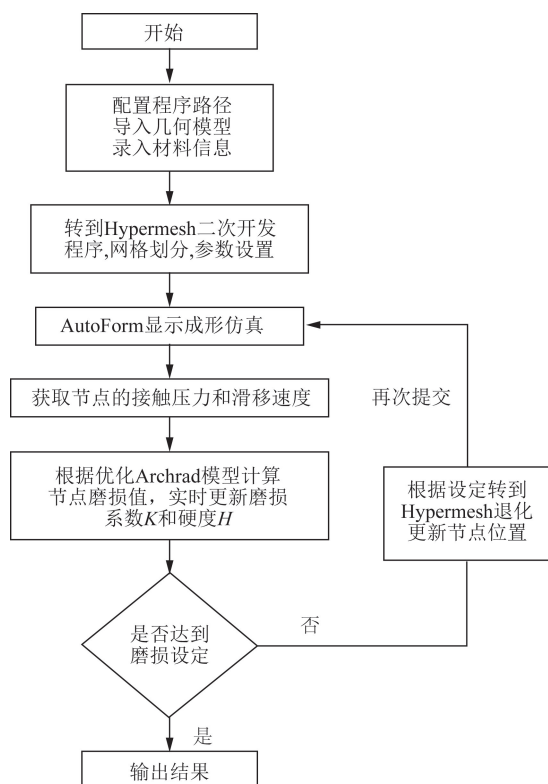 开始
配置程序路径
导入几何模型
录入材料信息
转到Hypermesh二次开发
程序,网格划分,参数设置
AutoForm显示成形仿真
获取节点的接触压力和滑移速度
再次提交
根据优化Archrad模型计算
节点磨损值，实时更新磨损
系数K和硬度H
根据设定转到
Hypermesh退化
更新节点位置
是否达到
磨损设定
否
是
输出结果